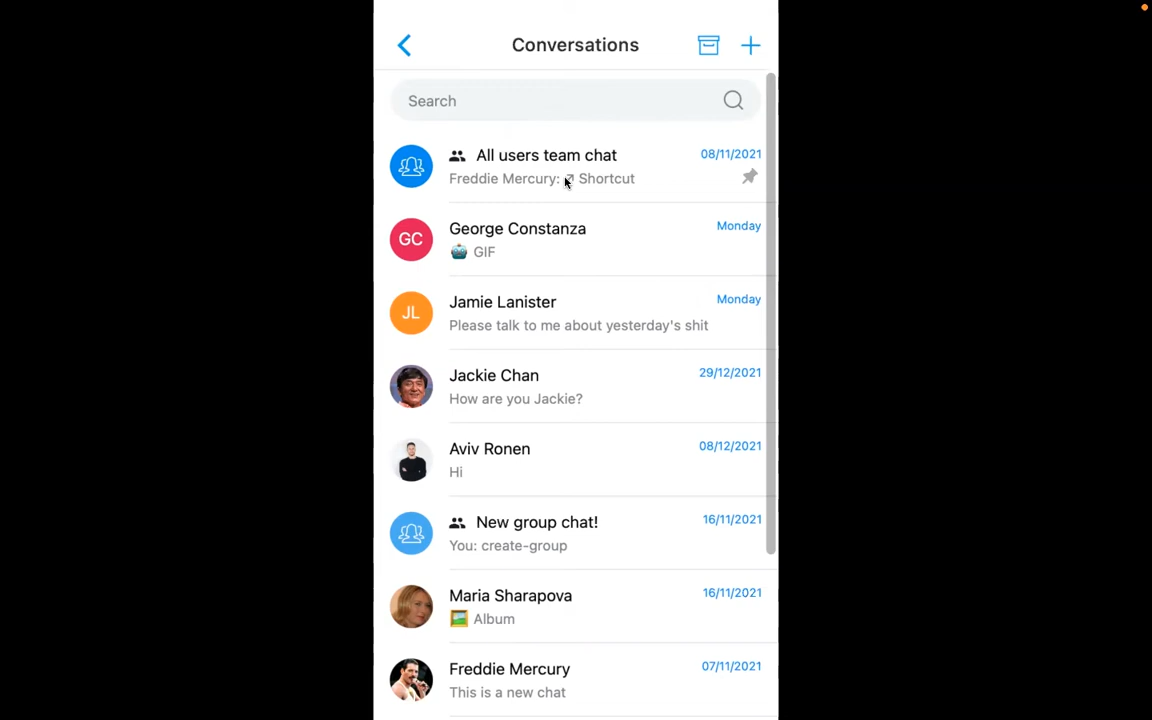 Conversations
Search
All users team chat
08/11/2021
Freddie Mercury: Shortcut
GC
George Constanza
Monday
GIF
JL
Jamie Lanister
Monday
Please talk to me about yesterday's shit
Jackie Chan
29/12/2021
How are you Jackie?
Aviv Ronen
08/12/2021
Hi
New group chat!
16/11/2021
You: create-group
Maria Sharapova
16/11/2021
Album
Freddie Mercury
07/11/2021
This is a new chat